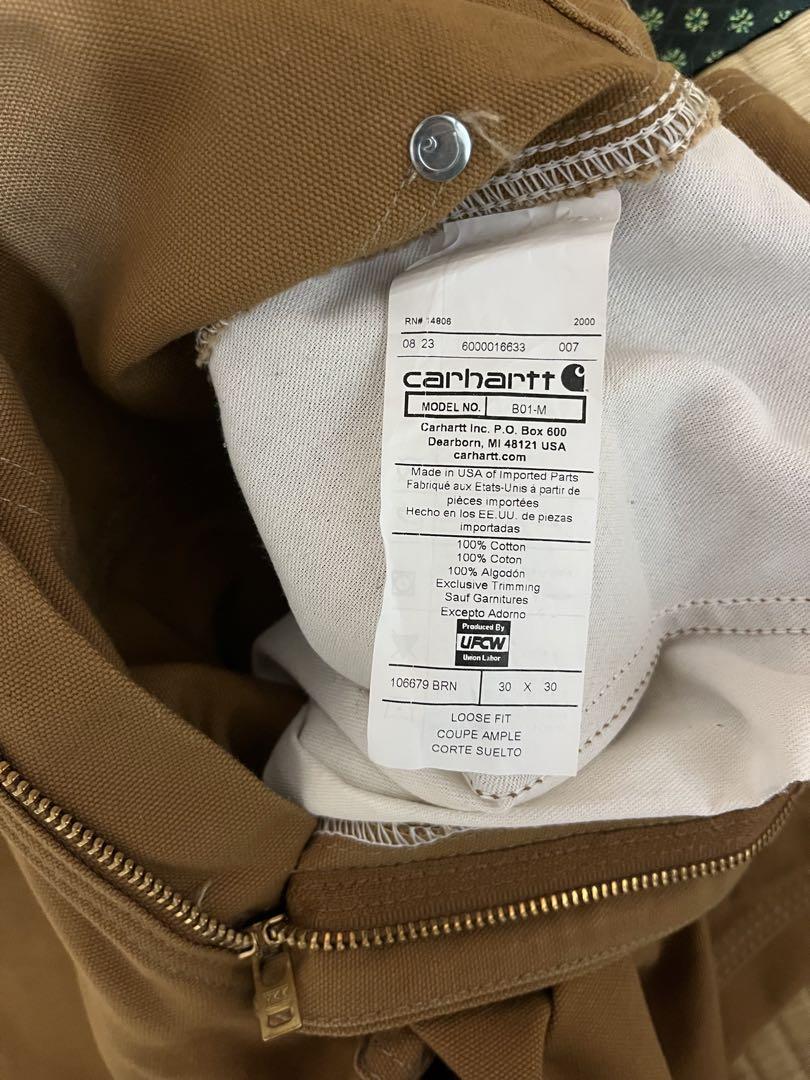 RN# 14806 2000
08 23 6000016633 007
carhartt
MODEL NO. B01-M
Carhartt Inc. P.O. Box 600
Dearborn, MI 48121 USA
carhartt.com
Made in USA of Imported Parts
Fabriqué aux Etats-Unis à partir de
pièces importées
Hecho en los EE.UU. de piezas
importadas
100% Cotton
100% Coton
100% Algodón
Exclusive Trimming
Sauf Garnitures
Excepto Adorno
Produced By
UFCW
Union Labor
106679 BRN 30 X 30
LOOSE FIT
COUPE AMPLE
CORTE SUELTO